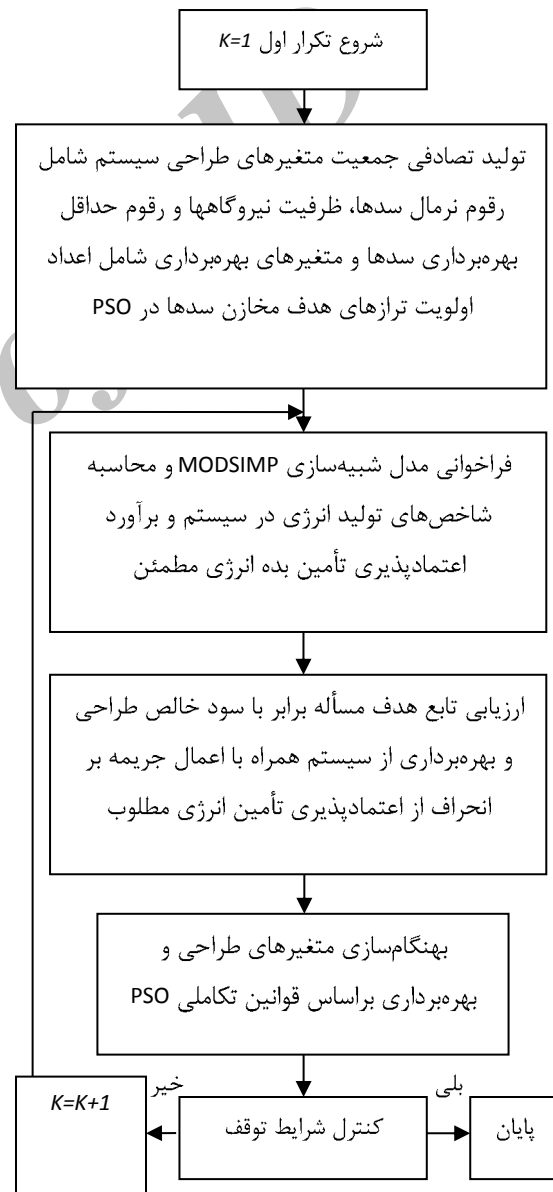 شروع تکرار اول K=1
تولید تصادفی جمعیت متغیرهای طراحی سیستم شامل
رقوم نرمال سدها، ظرفیت نیروگاهها و رقوم حداقل
بهره‌برداری سدها و متغیرهای بهره‌برداری شامل اعداد
اولویت ترازهای هدف مخازن سدها در PSO
فراخوانی مدل شبیه‌سازی MODSIMP و محاسبه
شاخص‌های تولید انرژی در سیستم و برآورد
اعتمادپذیری تأمین بده انرژی مطمئن
ارزیابی تابع هدف مسأله برابر با سود خالص طراحی
و بهره‌برداری از سیستم همراه با اعمال جریمه بر
انحراف از اعتمادپذیری تأمین انرژی مطلوب
بهنگام‌سازی متغیرهای طراحی و
بهره‌برداری براساس قوانین تکاملی PSO
کنترل شرایط توقف
بلی
پایان
خیر
K=K+1